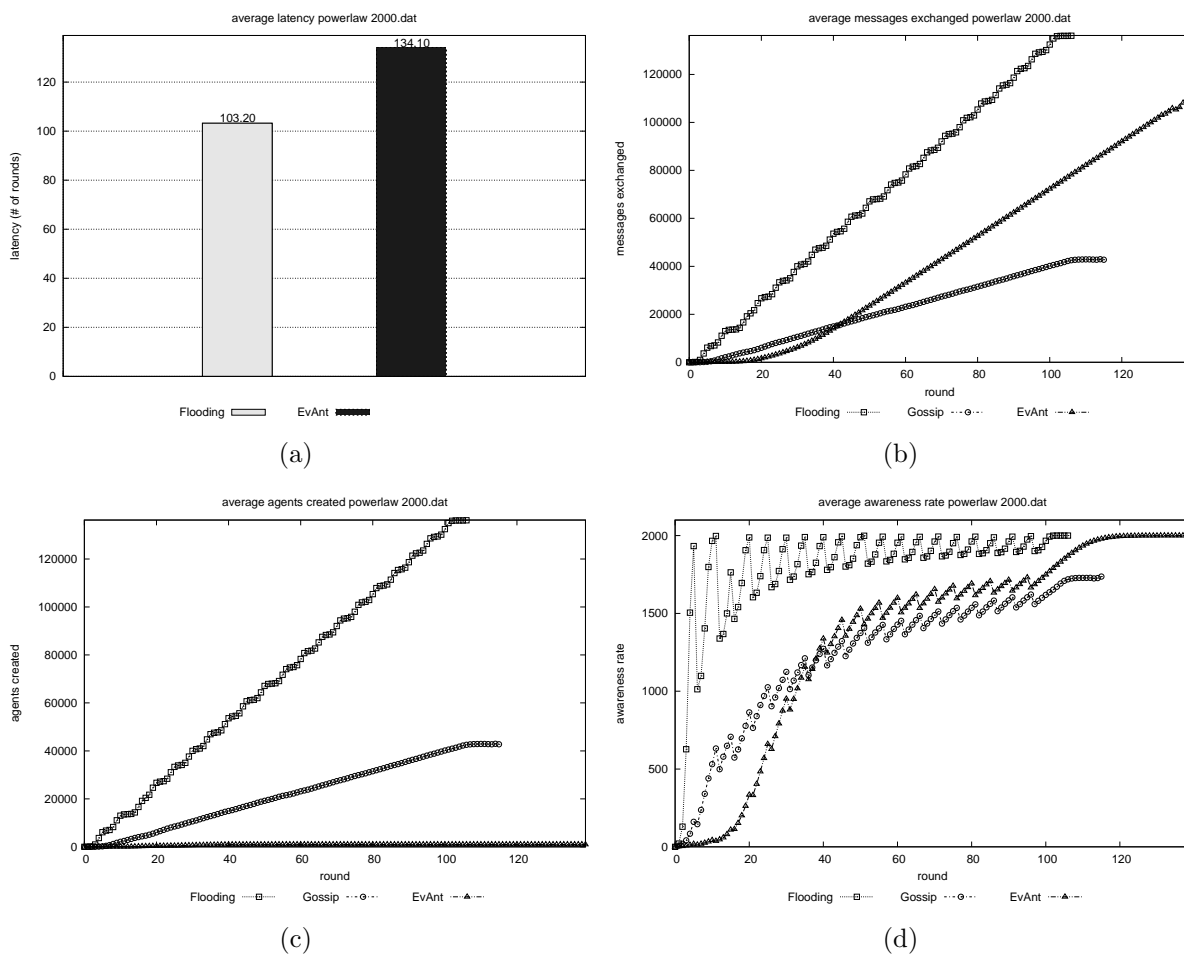 average latency powerlaw 2000.dat
103.20
134.10
latency (# of rounds)
0
20
40
60
80
100
120
Flooding
EvAnt
(a)
average messages exchanged powerlaw 2000.dat
messages exchanged
0
20000
40000
60000
80000
100000
120000
0 20 40 60 80 100 120
round
Flooding Gossip EvAnt
(b)
average agents created powerlaw 2000.dat
agents created
0
20000
40000
60000
80000
100000
120000
0 20 40 60 80 100 120
round
Flooding Gossip EvAnt
(c)
average awareness rate powerlaw 2000.dat
awareness rate
0
500
1000
1500
2000
0 20 40 60 80 100 120
round
Flooding Gossip EvAnt
(d)